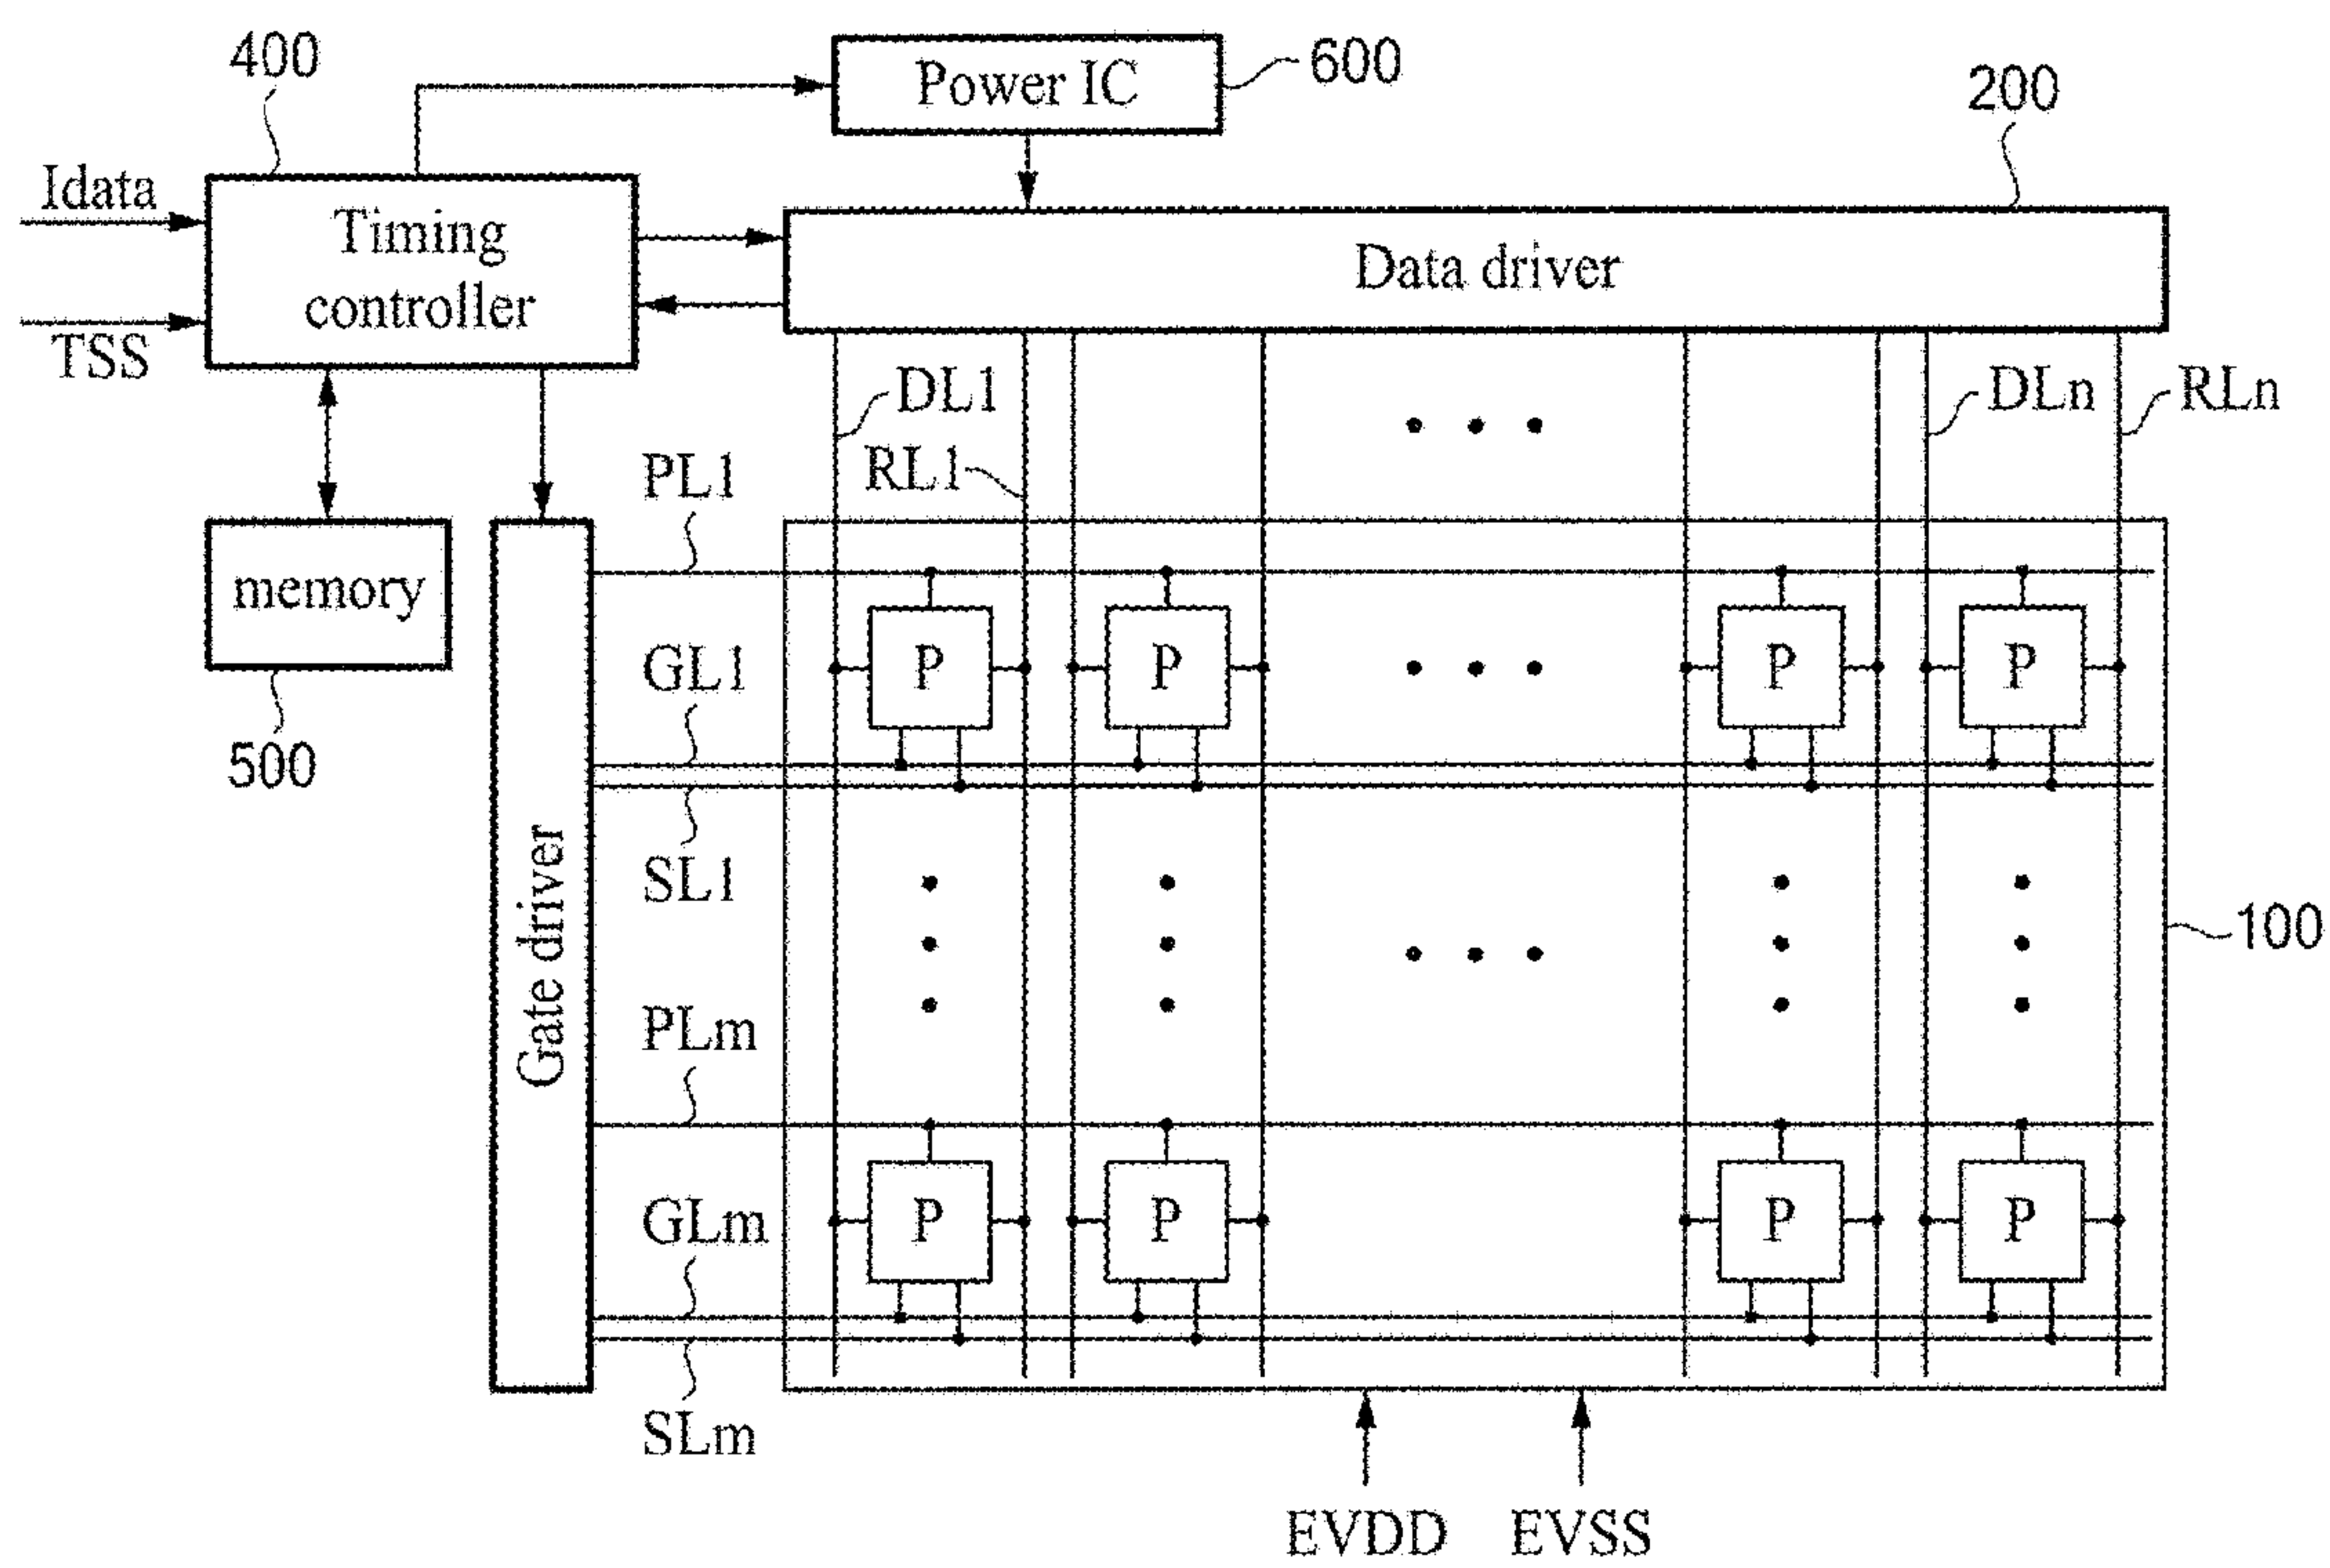 400
Power IC
600
200
Idata
Timing
controller
TSS
Data driver
DL1
RL1
DLn
RLn
PL1
memory
500
GL1
P P P P
SL1
Gate driver
100
PLm
GLm
P P P P
SLm
EVDD EVSS